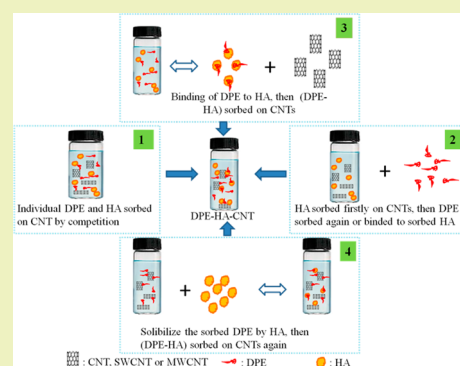 3
Binding of DPE to HA, then (DPE-
HA) sorbed on CNTs
1
Individual DPE and HA sorbed
on CNT by competition
DPE-HA-CNT
2
HA sorbed firstly on CNTs, then DPE
sorbed again or binded to sorbed HA
4
Solibilize the sorbed DPE by HA, then
(DPE-HA) sorbed on CNTs again
: CNT, SWCNT or MWCNT : DPE : HA